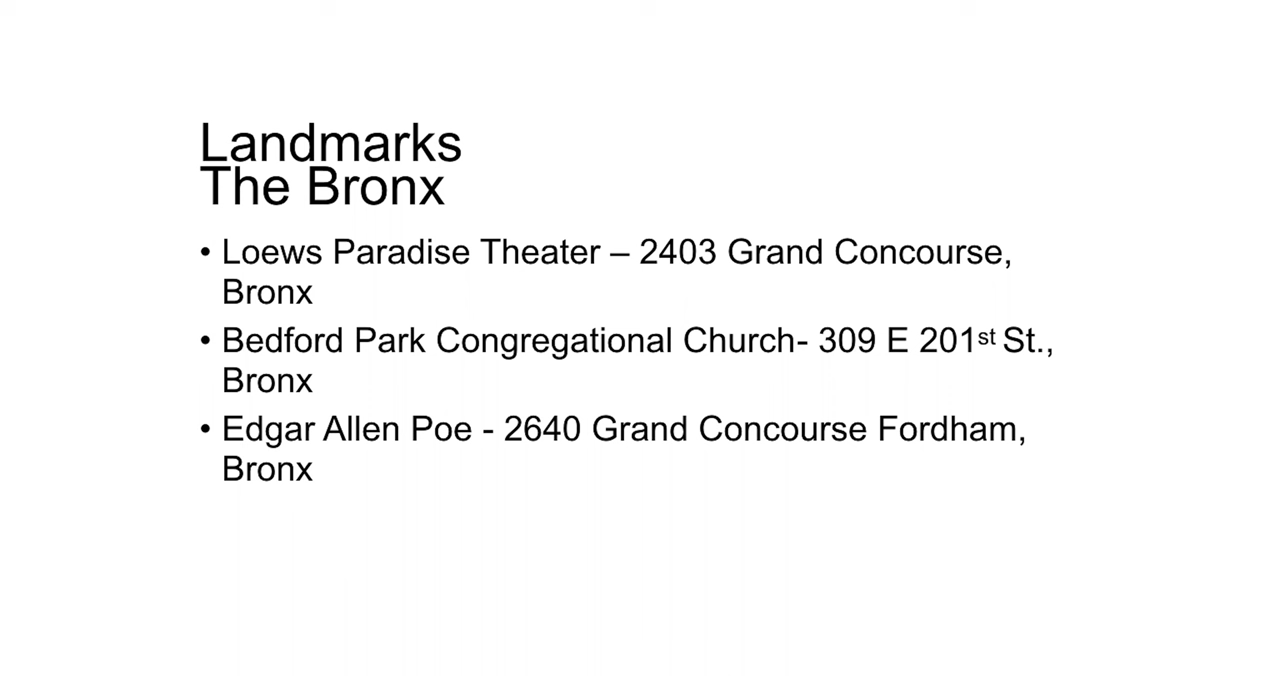 Landmarks
The Bronx
• Loews Paradise Theater – 2403 Grand Concourse,
Bronx
• Bedford Park Congregational Church- 309 E 201st St.,
Bronx
• Edgar Allen Poe - 2640 Grand Concourse Fordham,
Bronx